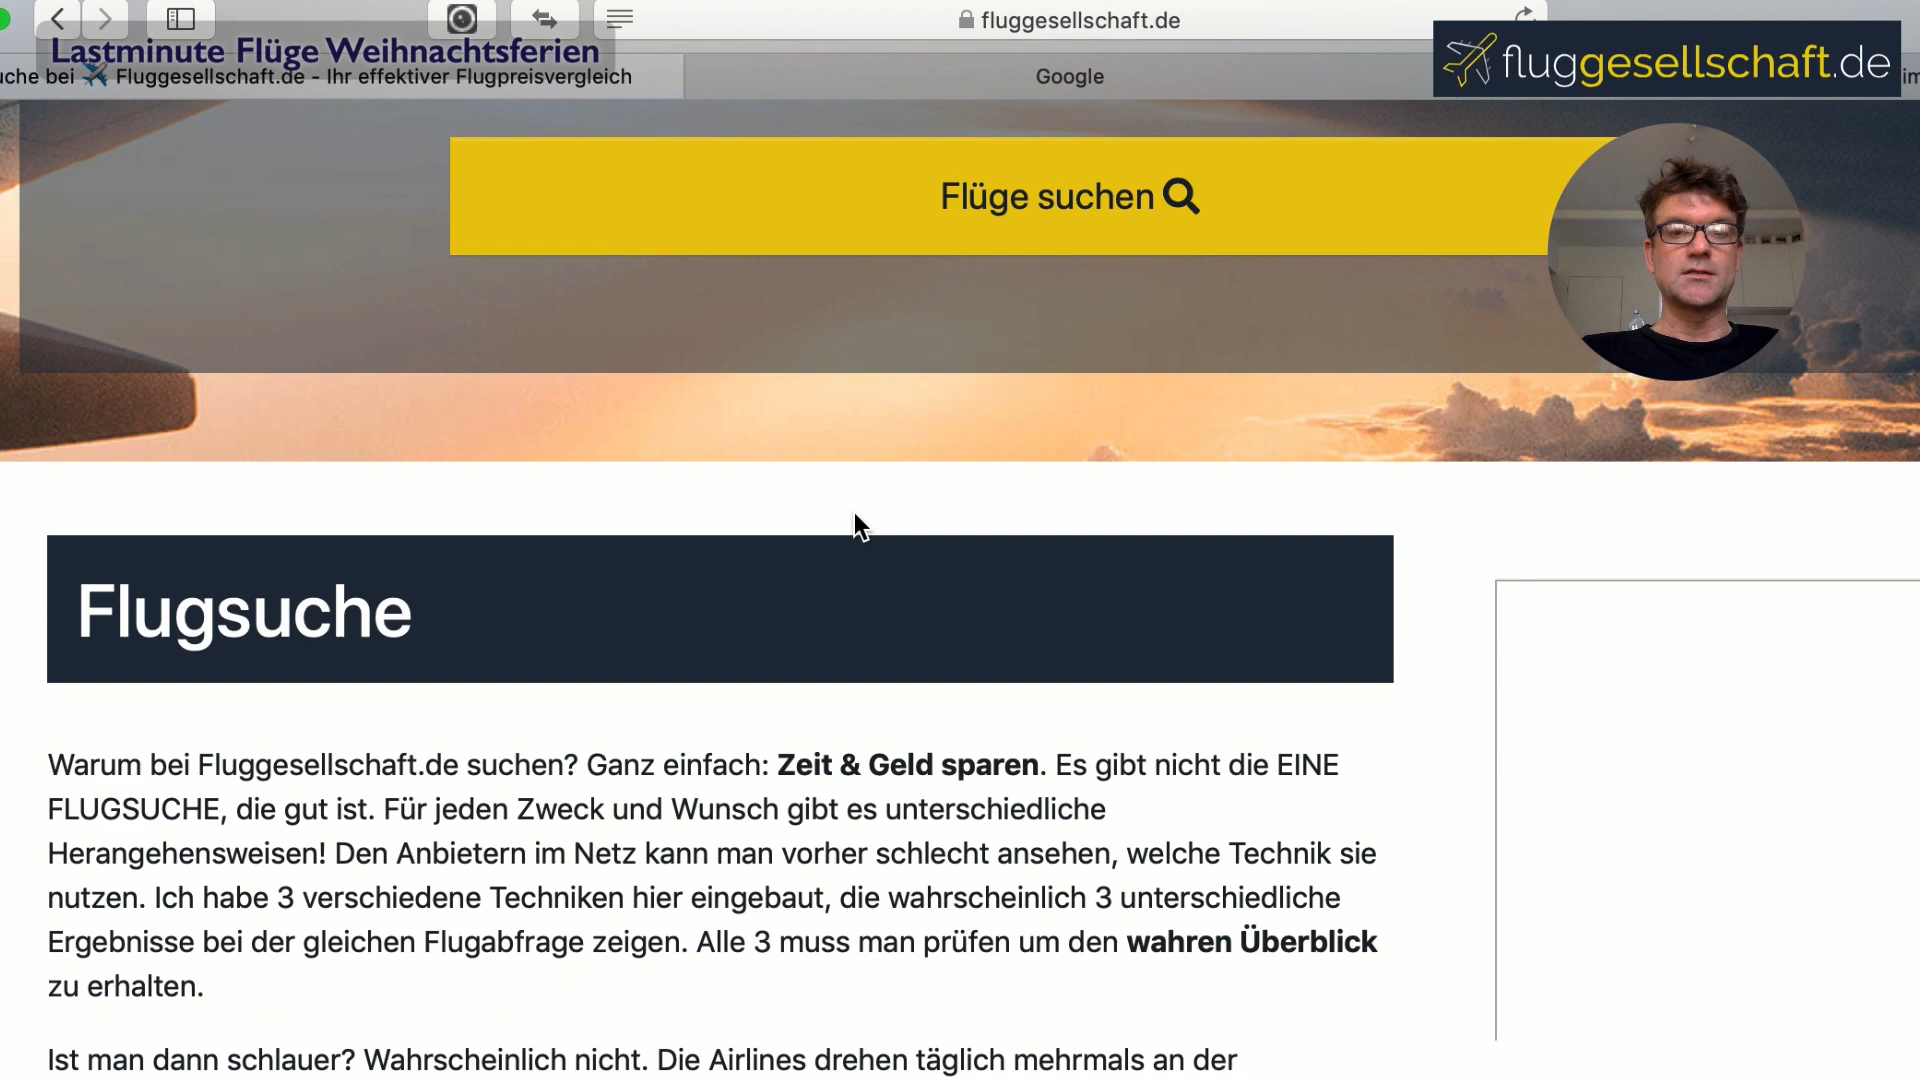 fluggesellschaft.de
Lastminute Flüge Weihnachtsferien
uche bei ✈️ Fluggesellschaft.de - Ihr effektiver Flugpreisvergleich
Google
fluggesellschaft.de
Flüge suchen
Flugsuche
Warum bei Fluggesellschaft.de suchen? Ganz einfach: Zeit & Geld sparen. Es gibt nicht die EINE
FLUGSUCHE, die gut ist. Für jeden Zweck und Wunsch gibt es unterschiedliche
Herangehensweisen! Den Anbietern im Netz kann man vorher schlecht ansehen, welche Technik sie
nutzen. Ich habe 3 verschiedene Techniken hier eingebaut, die wahrscheinlich 3 unterschiedliche
Ergebnisse bei der gleichen Flugabfrage zeigen. Alle 3 muss man prüfen um den wahren Überblick
zu erhalten.
Ist man dann schlauer? Wahrscheinlich nicht. Die Airlines drehen täglich mehrmals an der